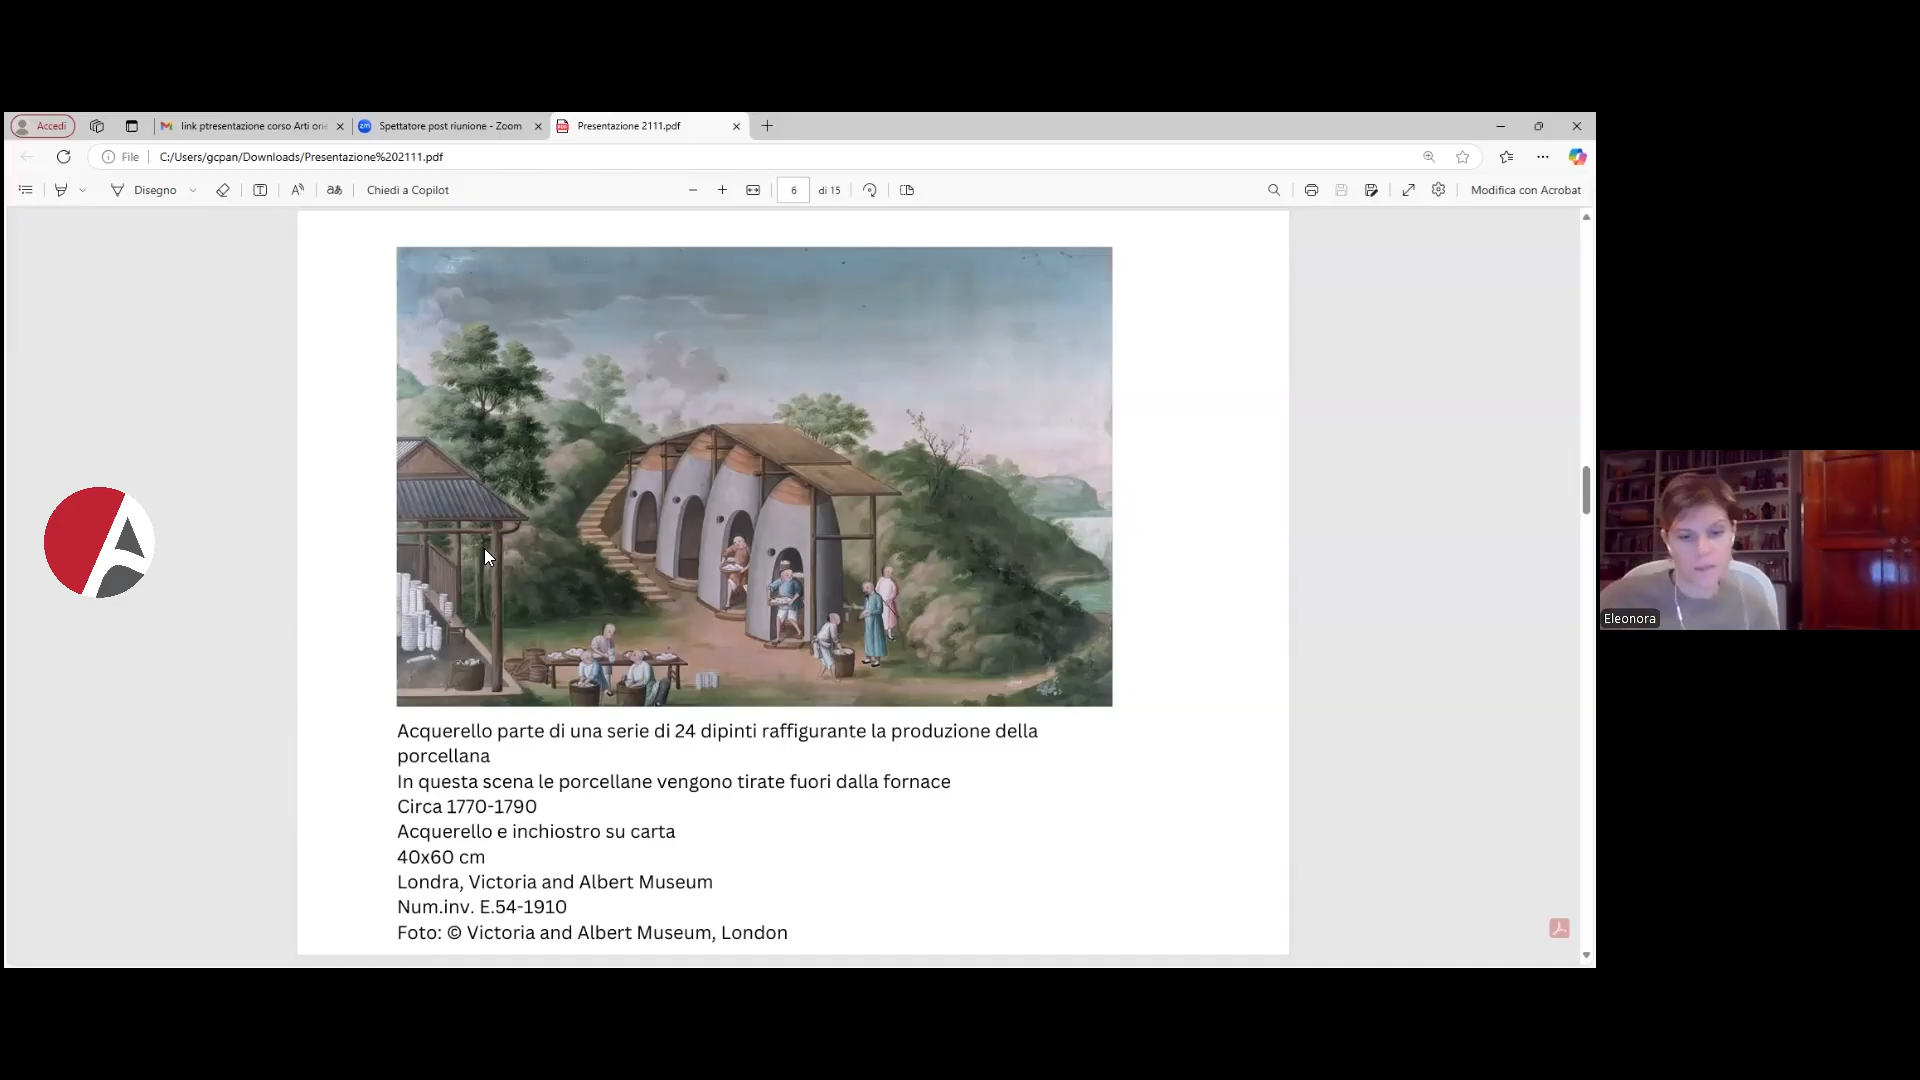 Accedi
link ptresentazione corso Arti orie
Spettatore post riunione - Zoom
Presentazione 2111.pdf
File
C:/Users/gcpan/Downloads/Presentazione%202111.pdf
Disegno
Chiedi a Copilot
6
di 15
Modifica con Acrobat
Acquerello parte di una serie di 24 dipinti raffigurante la produzione della
porcellana
In questa scena le porcellane vengono tirate fuori dalla fornace
Circa 1770-1790
Acquerello e inchiostro su carta
40x60 cm
Londra, Victoria and Albert Museum
Num.inv. E.54-1910
Foto: © Victoria and Albert Museum, London
Eleonora